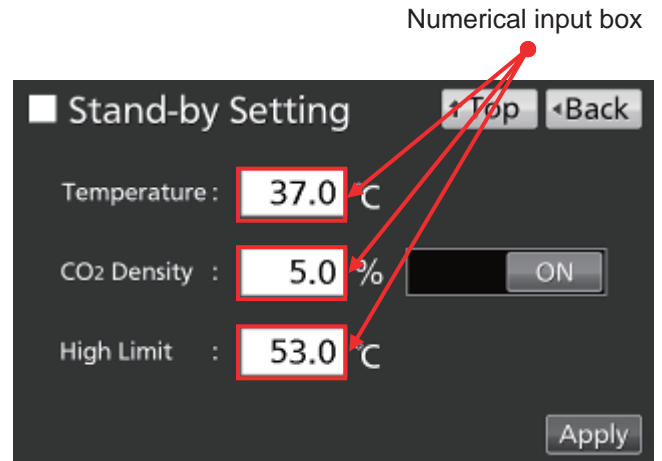 Numerical input box
Stand-by Setting
Top
Back
Temperature : 37.0 °C
CO2 Density : 5.0 % ON
High Limit : 53.0 °C
Apply